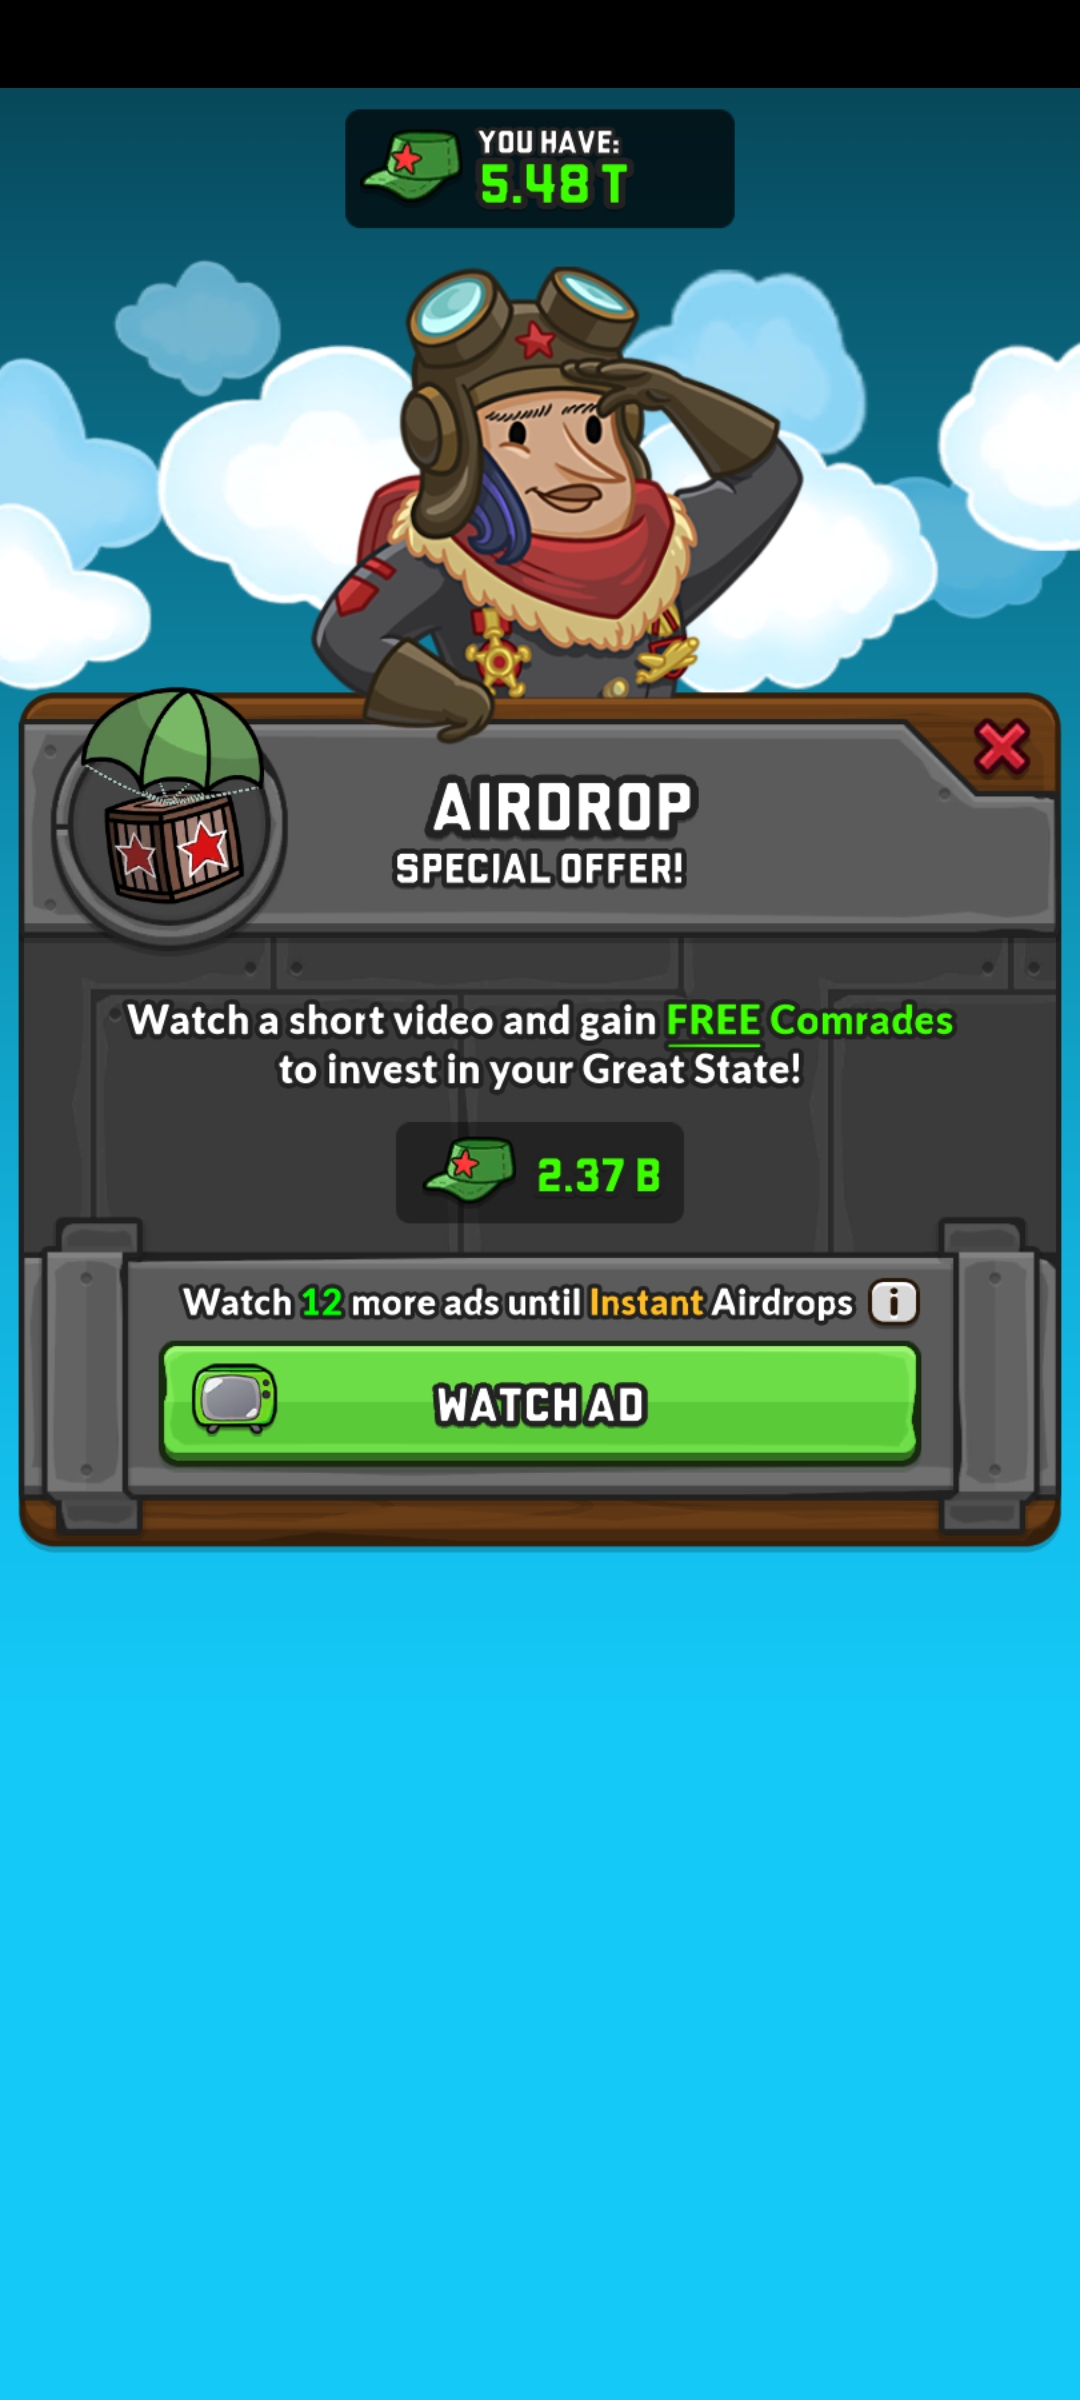 YOU HAVE:
5.48 T
AIRDROP
SPECIAL OFFER!
Watch a short video and gain FREE Comrades
to invest in your Great State!
2.37 B
Watch 12 more ads until Instant Airdrops i
WATCH AD